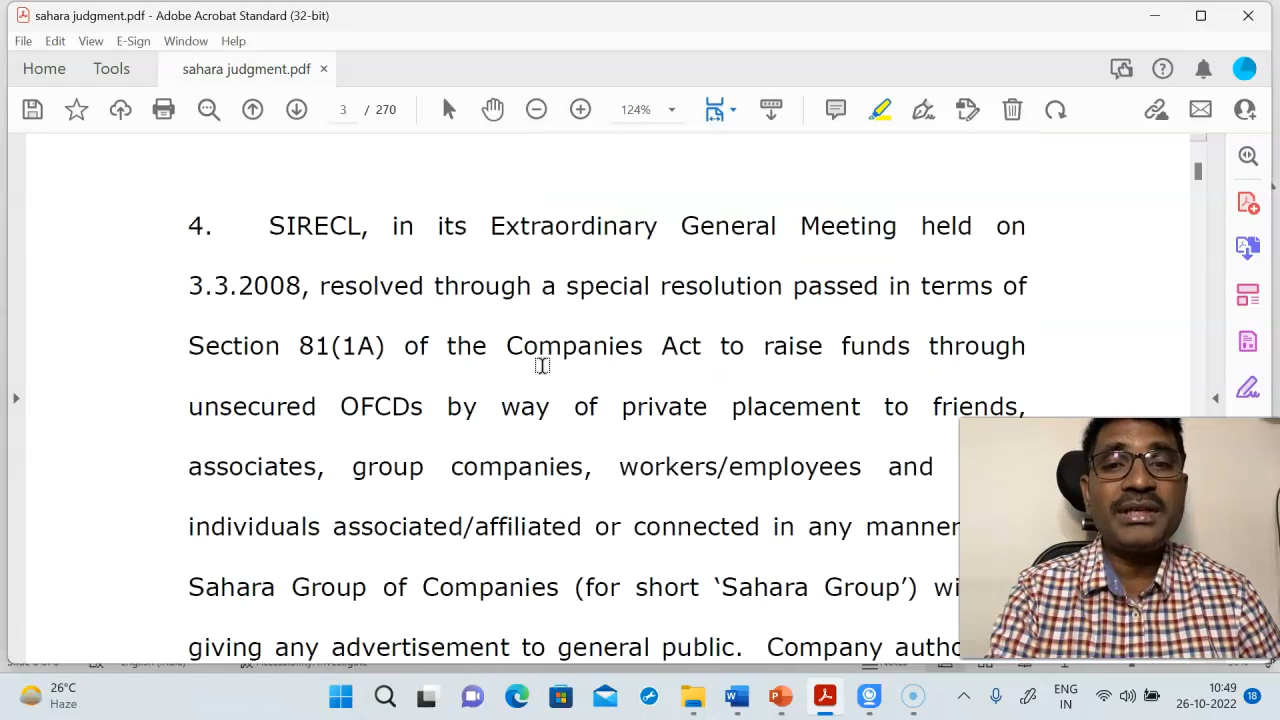 sahara judgment.pdf - Adobe Acrobat Standard (32-bit)
File Edit View E-Sign Window Help
Home Tools sahara judgment.pdf ×
3 / 270 124%
4. SIRECL, in its Extraordinary General Meeting held on
3.3.2008, resolved through a special resolution passed in terms of
Section 81(1A) of the Companies Act to raise funds through
unsecured OFCDs by way of private placement to friends,
associates, group companies, workers/employees and
individuals associated/affiliated or connected in any manner
Sahara Group of Companies (for short ‘Sahara Group’)
giving any advertisement to general public. Company
26°C
Haze
ENG
IN
10:49
26-10-2022
18